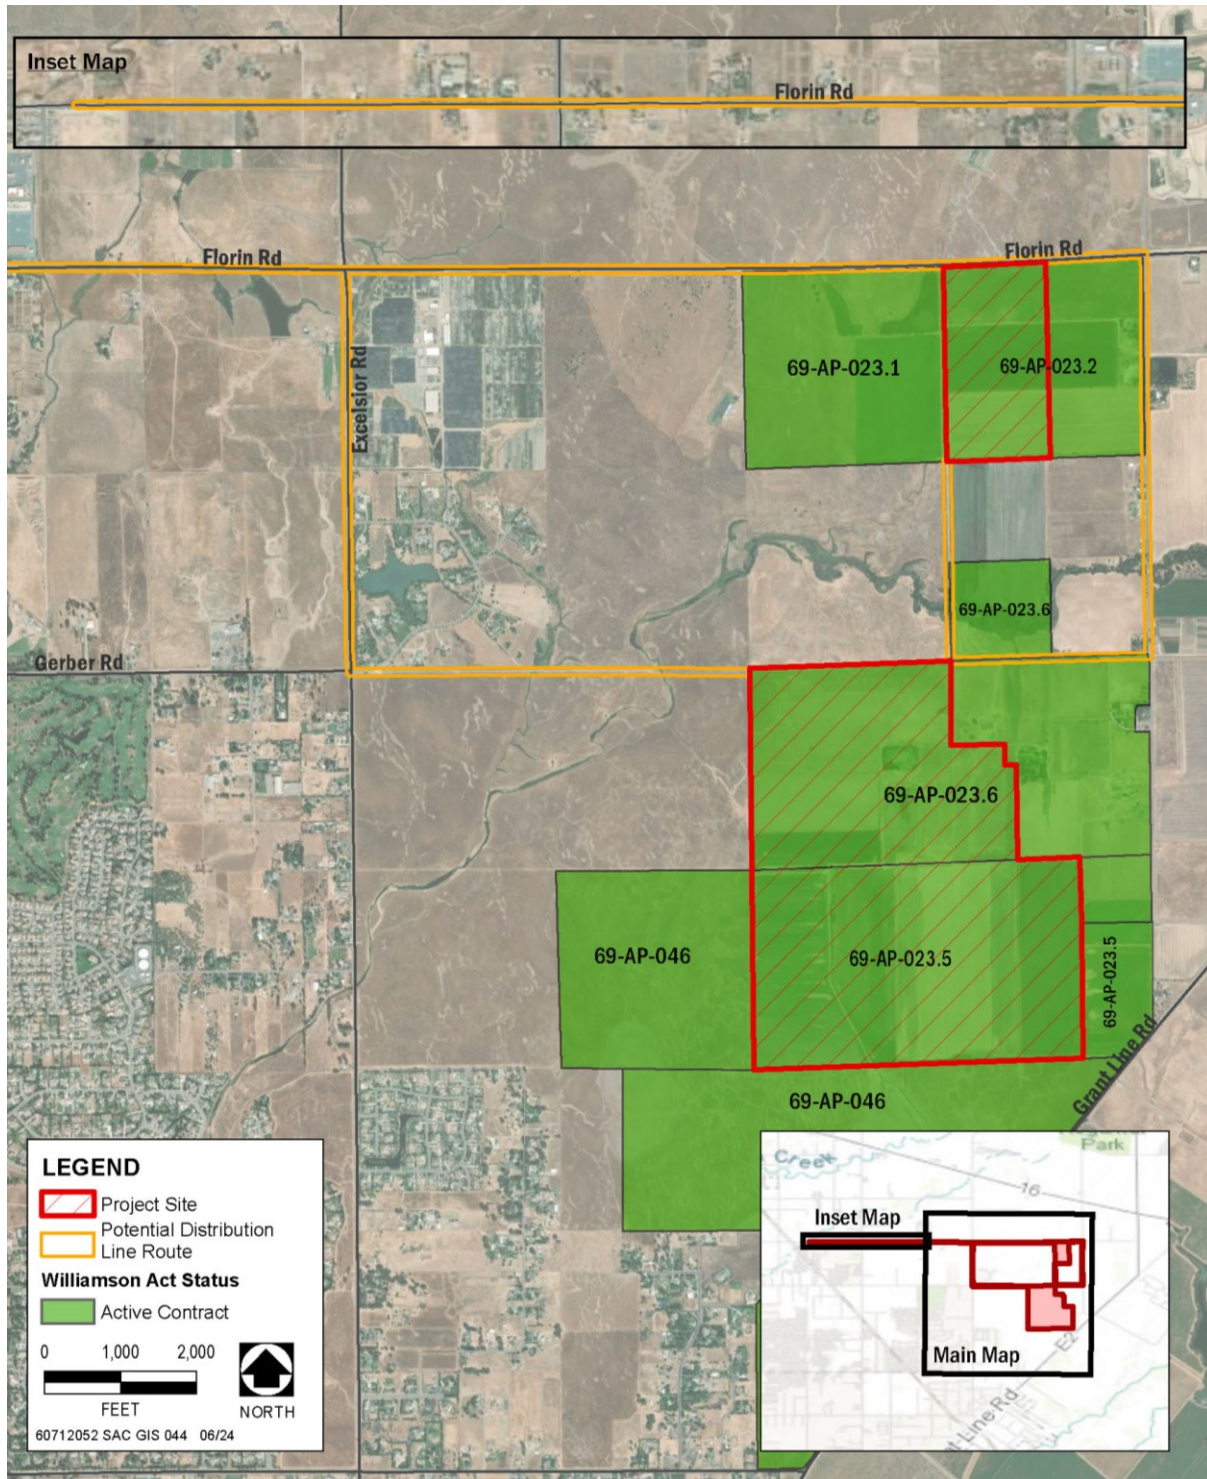 Inset Map
Florin Rd
Florin Rd
Florin Rd
Excelsior Rd
69-AP-023.1
69-AP-023.2
69-AP-023.6
Gerber Rd
69-AP-023.6
69-AP-046
69-AP-023.5
69-AP-023.5
Grant Line Rd
69-AP-046
LEGEND
Project Site
Potential Distribution
Line Route
Williamson Act Status
Active Contract
0 1,000 2,000
FEET
NORTH
60712052 SAC GIS 044 06/24
Park
Creek
16
Inset Map
Main Map
E2
Line Rd